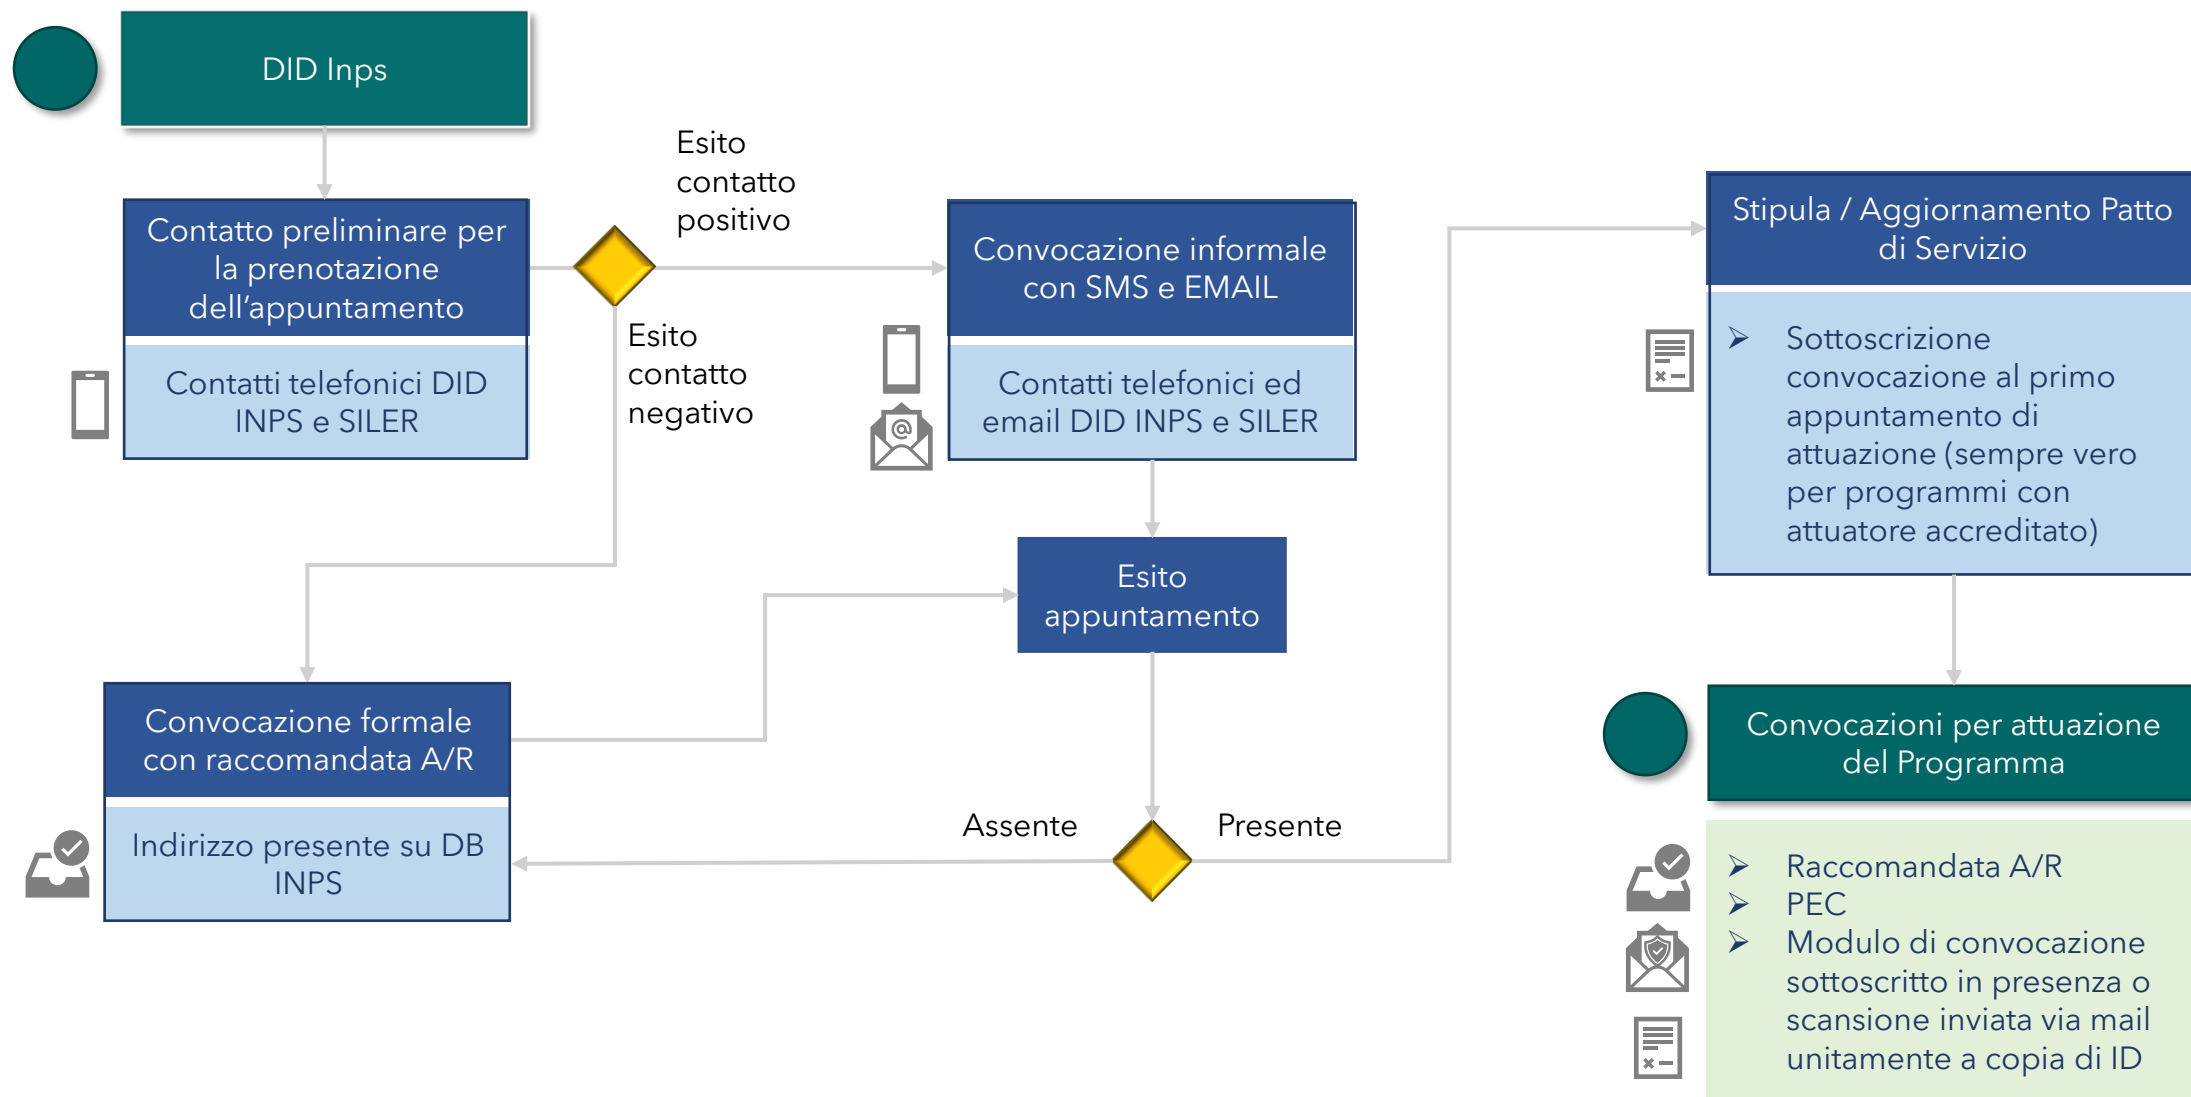 DID Inps
Contatto preliminare per
la prenotazione
dell’appuntamento
Contatti telefonici DID
INPS e SILER
Esito
contatto
positivo
Esito
contatto
negativo
Convocazione informale
con SMS e EMAIL
Contatti telefonici ed
email DID INPS e SILER
Esito
appuntamento
Convocazione formale
con raccomandata A/R
Indirizzo presente su DB
INPS
Assente
Presente
Stipula / Aggiornamento Patto
di Servizio
➢ Sottoscrizione
convocazione al primo
appuntamento di
attuazione (sempre vero
per programmi con
attuatore accreditato)
Convocazioni per attuazione
del Programma
➢ Raccomandata A/R
➢ PEC
➢ Modulo di convocazione
sottoscritto in presenza o
scansione inviata via mail
unitamente a copia di ID